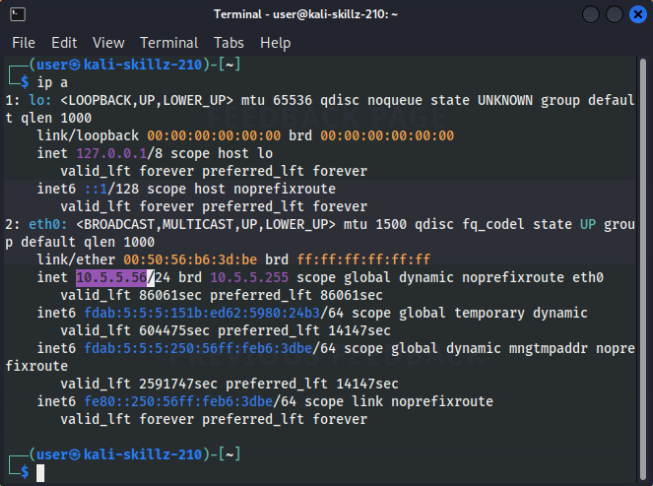 Terminal - user@kali-skillz-210: ~
File Edit View Terminal Tabs Help
┌──(user㉿kali-skillz-210)-[~]
└─$ ip a
1: lo: <LOOPBACK,UP,LOWER_UP> mtu 65536 qdisc noqueue state UNKNOWN group defaul
t qlen 1000
    link/loopback 00:00:00:00:00:00 brd 00:00:00:00:00:00
    inet 127.0.0.1/8 scope host lo
       valid_lft forever preferred_lft forever
    inet6 ::1/128 scope host noprefixroute
       valid_lft forever preferred_lft forever
2: eth0: <BROADCAST,MULTICAST,UP,LOWER_UP> mtu 1500 qdisc fq_codel state UP grou
p default qlen 1000
    link/ether 00:50:56:b6:3d:be brd ff:ff:ff:ff:ff:ff
    inet 10.5.5.56/24 brd 10.5.5.255 scope global dynamic noprefixroute eth0
       valid_lft 86061sec preferred_lft 86061sec
    inet6 fdab:5:5:5:151b:ed62:5980:24b3/64 scope global temporary dynamic
       valid_lft 604475sec preferred_lft 14147sec
    inet6 fdab:5:5:5:250:56ff:feb6:3dbe/64 scope global dynamic mngtmpaddr nopre
fixroute
       valid_lft 2591747sec preferred_lft 14147sec
    inet6 fe80::250:56ff:feb6:3dbe/64 scope link noprefixroute
       valid_lft forever preferred_lft forever
┌──(user㉿kali-skillz-210)-[~]
└─$
FEEDBACK PAGE
PREVIOUS FEEDBACK